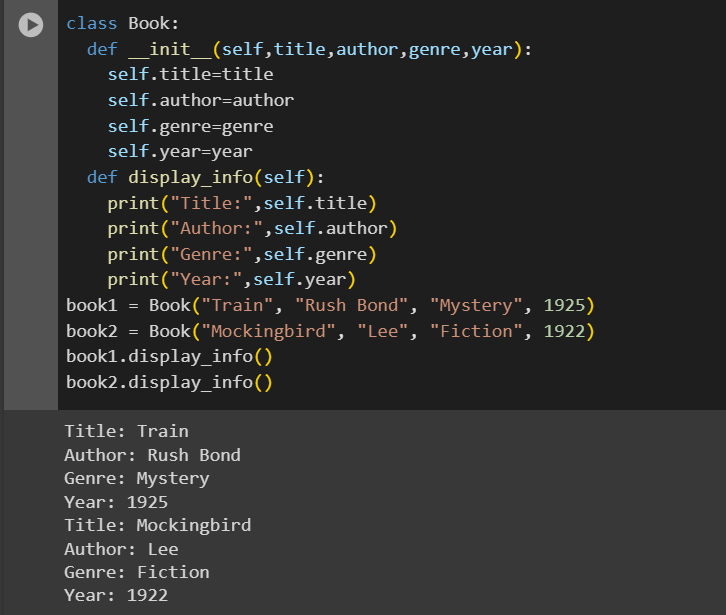 class Book:
  def __init__(self,title,author,genre,year):
    self.title=title
    self.author=author
    self.genre=genre
    self.year=year
  def display_info(self):
    print("Title:",self.title)
    print("Author:",self.author)
    print("Genre:",self.genre)
    print("Year:",self.year)
book1 = Book("Train", "Rush Bond", "Mystery", 1925)
book2 = Book("Mockingbird", "Lee", "Fiction", 1922)
book1.display_info()
book2.display_info()
Title: Train
Author: Rush Bond
Genre: Mystery
Year: 1925
Title: Mockingbird
Author: Lee
Genre: Fiction
Year: 1922